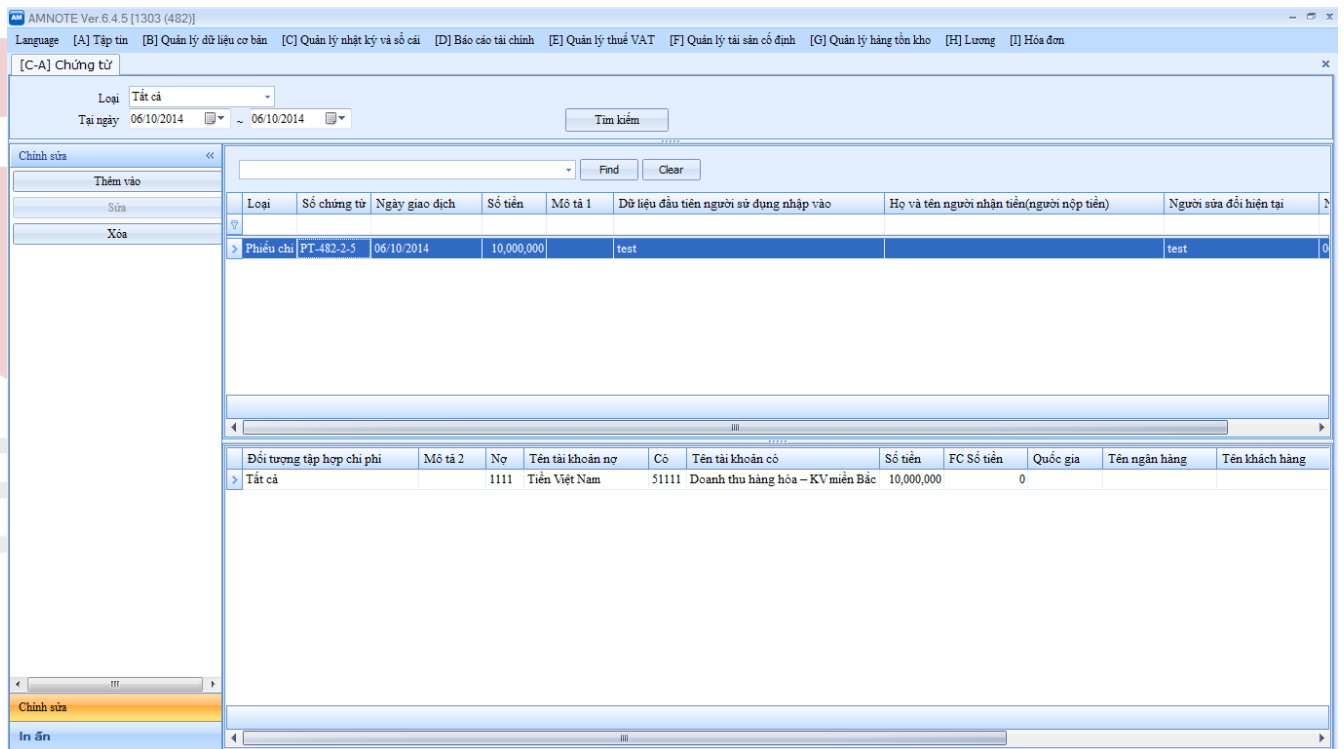 AM AMNOTE Ver.6.4.5 [1303 (482)]
Language [A] Tập tin [B] Quản lý dữ liệu cơ bản [C] Quản lý nhật ký và sổ cái [D] Báo cáo tài chính [E] Quản lý thuế VAT [F] Quản lý tài sản cố định [G] Quản lý hàng tồn kho [H] Lương [I] Hóa đơn
[C-A] Chứng từ
Loại Tất cả
Tại ngày 06/10/2014 ~ 06/10/2014 Tìm kiếm
Chỉnh sửa
Thêm vào
Sửa
Xóa
Find Clear
Loại Số chứng từ Ngày giao dịch Số tiền Mô tả 1 Dữ liệu đầu tiên người sử dụng nhập vào Họ và tên người nhận tiền(người nộp tiền) Người sửa đổi hiện tại
Phiếu chi PT-482-2-5 06/10/2014 10,000,000 test test
Đối tượng tập hợp chi phí Mô tả 2 Nợ Tên tài khoản nợ Có Tên tài khoản có Số tiền FC Số tiền Quốc gia Tên ngân hàng Tên khách hàng
Tất cả 1111 Tiền Việt Nam 51111 Doanh thu hàng hóa – KV miền Bắc 10,000,000 0
Chỉnh sửa
In ấn